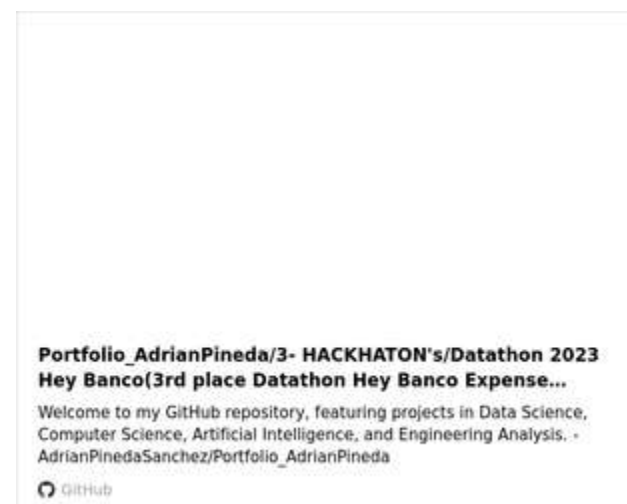 Portfolio_AdrianPineda/3- HACKHATON's/Datathon 2023
Hey Banco(3rd place Datathon Hey Banco Expense...
Welcome to my GitHub repository, featuring projects in Data Science,
Computer Science, Artificial Intelligence, and Engineering Analysis. -
AdrianPinedaSanchez/Portfolio_AdrianPineda
GitHub